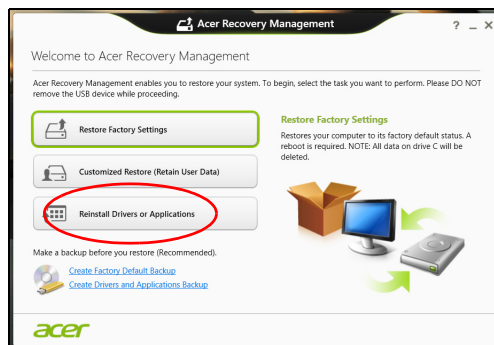 Acer Recovery Management
Welcome to Acer Recovery Management
Acer Recovery Management enables you to restore your system. To begin, select the task you want to perform. Please DO NOT
remove the USB device while proceeding.
Restore Factory Settings
Customized Restore (Retain User Data)
Reinstall Drivers or Applications
Restore Factory Settings
Restores your computer to its factory default status. A
reboot is required. NOTE: All data on drive C will be
deleted.
Make a backup before you restore (Recommended).
Create Factory Default Backup
Create Drivers and Applications Backup
acer